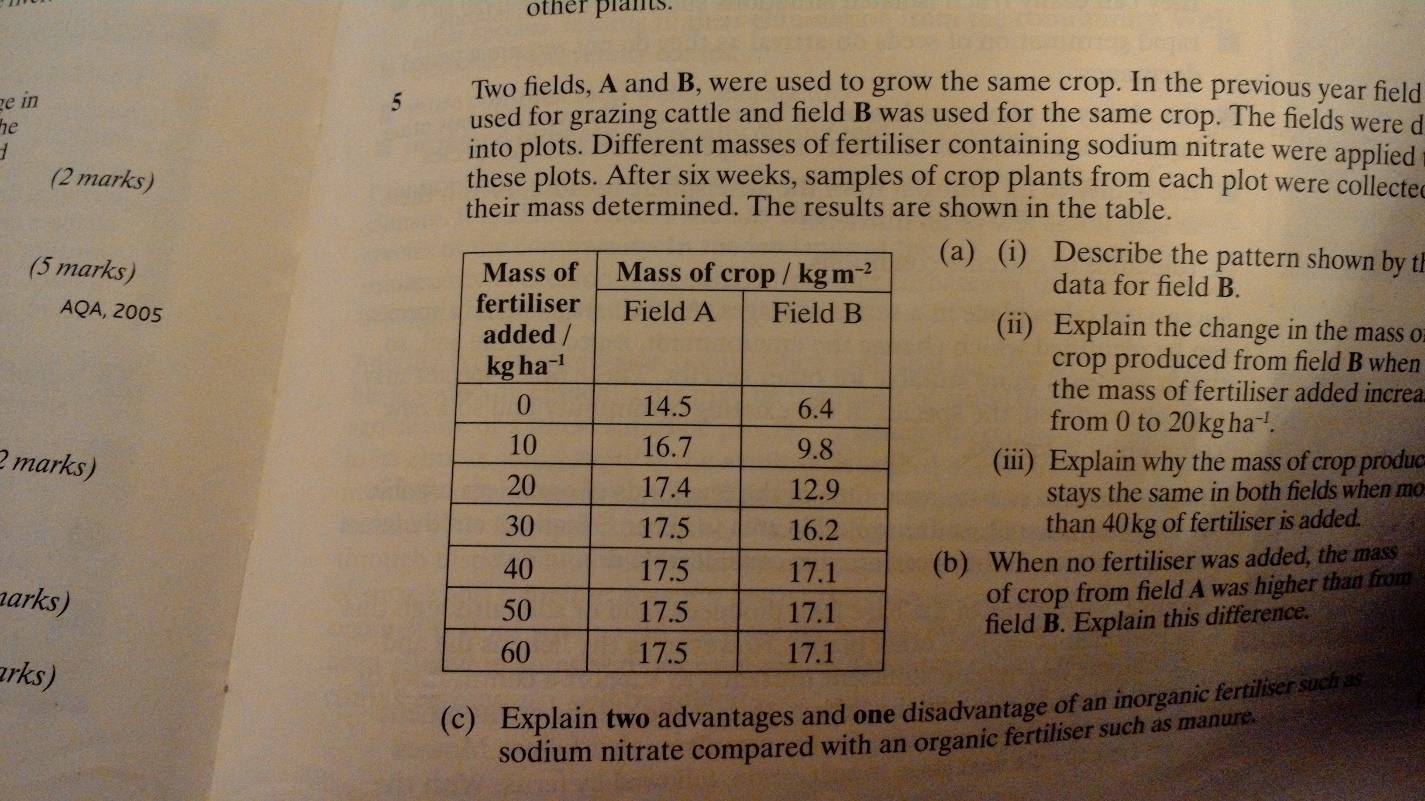 other plants.
ge in
he
d
(2 marks)
(5 marks)
AQA, 2005
2 marks)
marks)
arks)
5 Two fields, A and B, were used to grow the same crop. In the previous year field
used for grazing cattle and field B was used for the same crop. The fields were d
into plots. Different masses of fertiliser containing sodium nitrate were applied
these plots. After six weeks, samples of crop plants from each plot were collected
their mass determined. The results are shown in the table.
Mass of fertiliser added / kg ha⁻¹ Mass of crop / kg m⁻²
Field A Field B
0 14.5 6.4
10 16.7 9.8
20 17.4 12.9
30 17.5 16.2
40 17.5 17.1
50 17.5 17.1
60 17.5 17.1
(a) (i) Describe the pattern shown by th
data for field B.
(ii) Explain the change in the mass o
crop produced from field B when
the mass of fertiliser added increa
from 0 to 20 kg ha⁻¹.
(iii) Explain why the mass of crop produc
stays the same in both fields when mo
than 40 kg of fertiliser is added.
(b) When no fertiliser was added, the mass
of crop from field A was higher than from
field B. Explain this difference.
(c) Explain two advantages and one disadvantage of an inorganic fertiliser such as
sodium nitrate compared with an organic fertiliser such as manure.